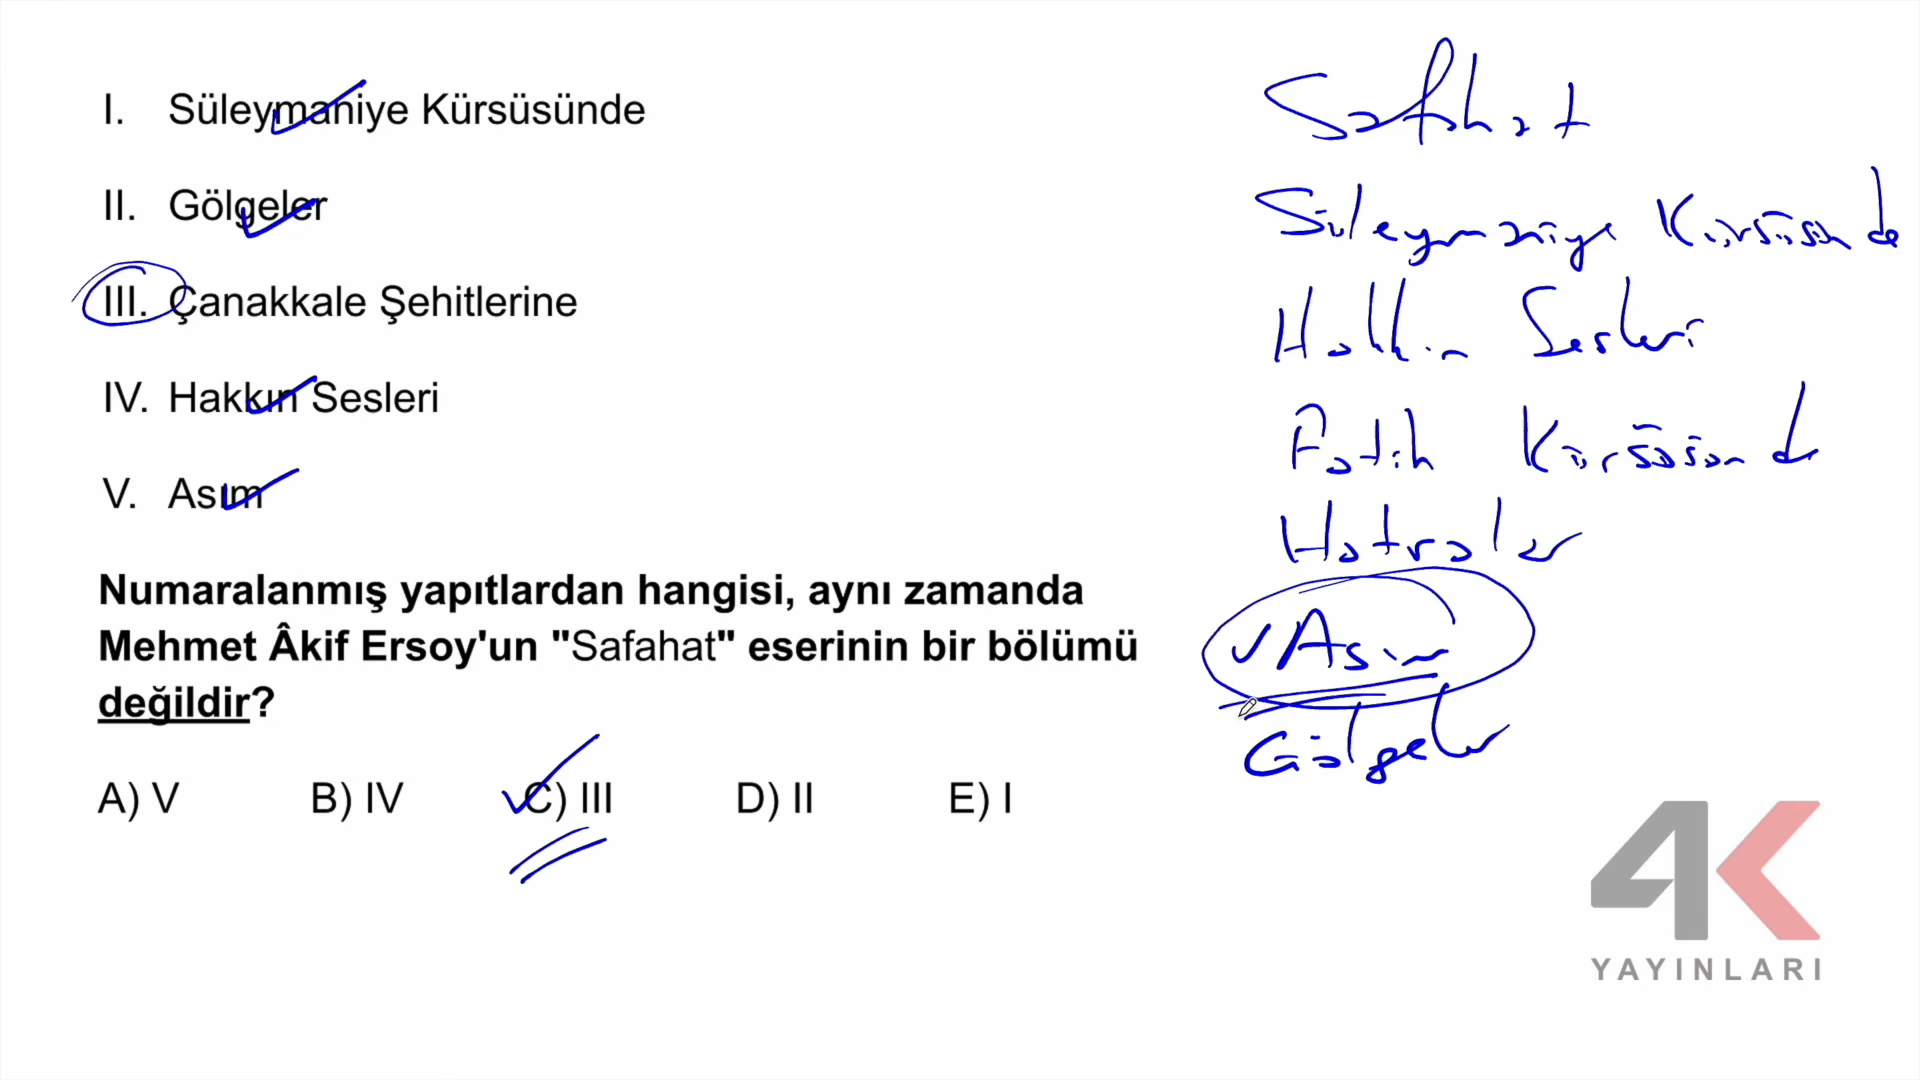 I. Süleymaniye Kürsüsünde
II. Gölgeler
III. Çanakkale Şehitlerine
IV. Hakkın Sesleri
V. Asım
Numaralanmış yapıtlardan hangisi, aynı zamanda
Mehmet Âkif Ersoy'un "Safahat" eserinin bir bölümü
değildir?
A) V B) IV C) III D) II E) I
Safahat
Süleymaniye Kürsüsünde
Hakkın Sesleri
Fatih Kürsüsünde
Hatıralar
Asım
Gölgeler
4K
YAYINLARI